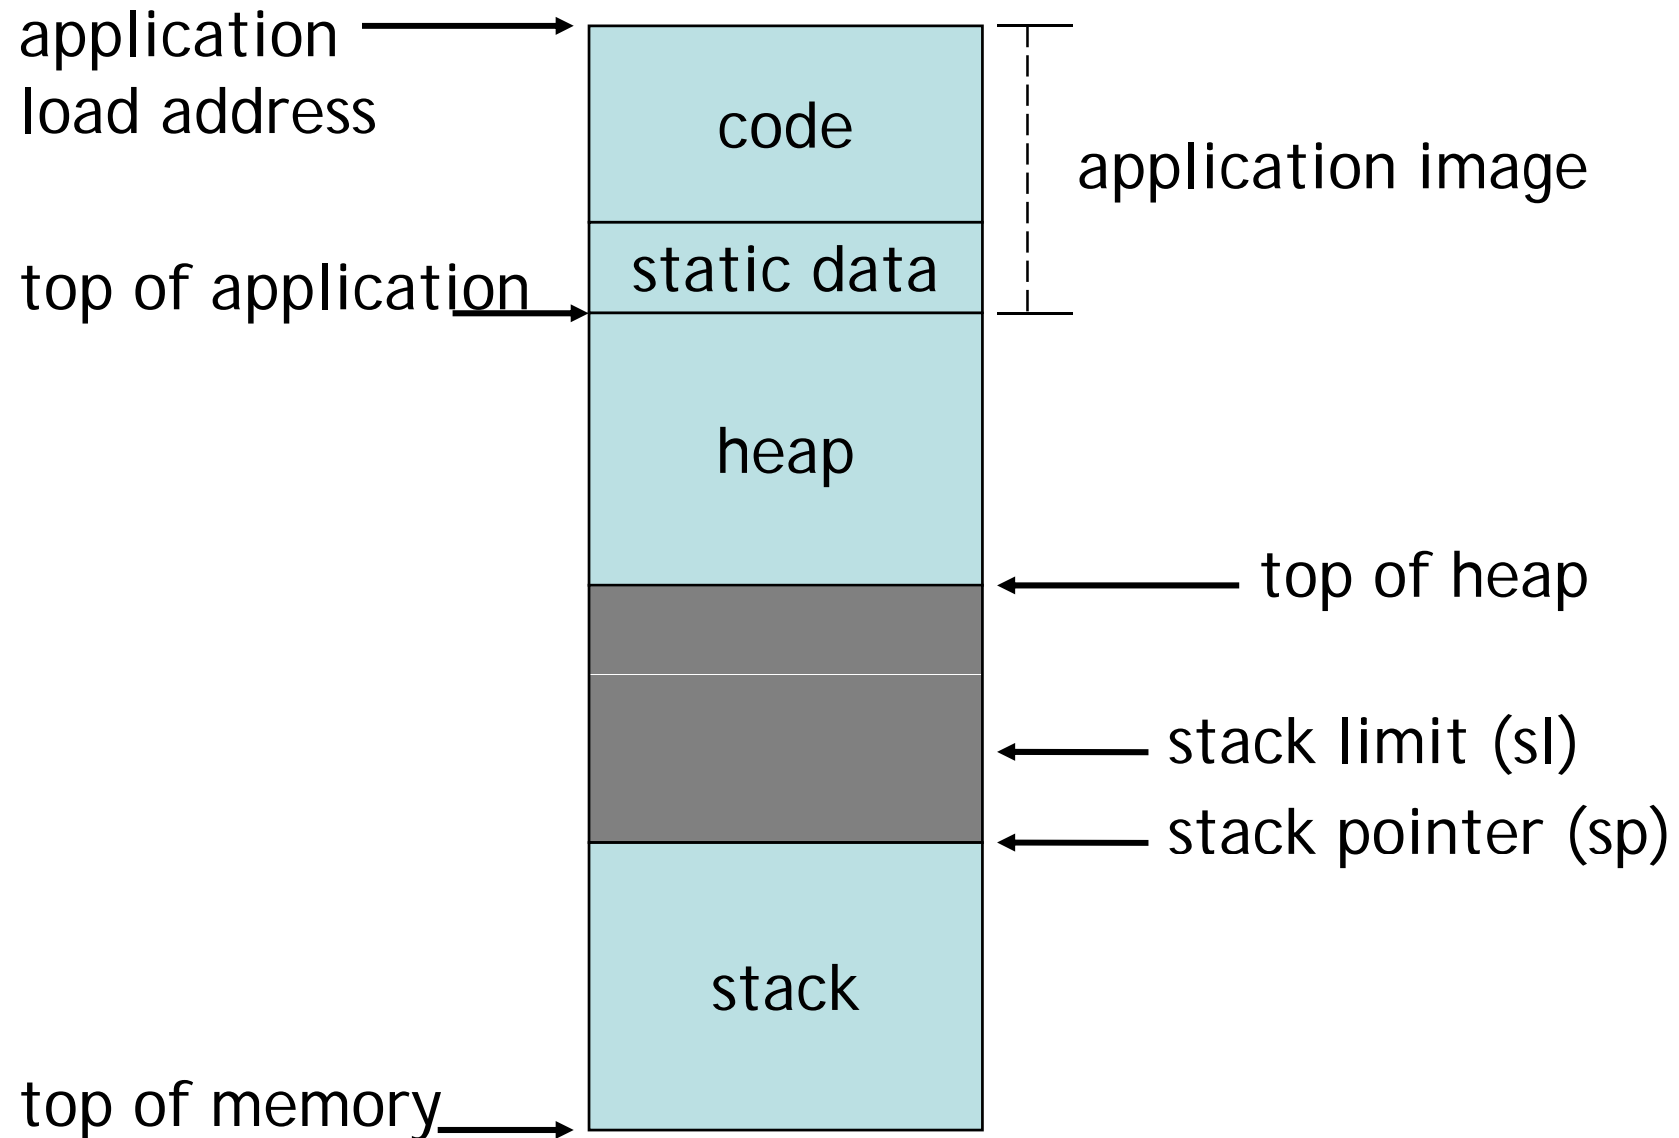 application
load address
code
application image
static data
top of application
heap
top of heap
stack limit (sl)
stack pointer (sp)
stack
top of memory